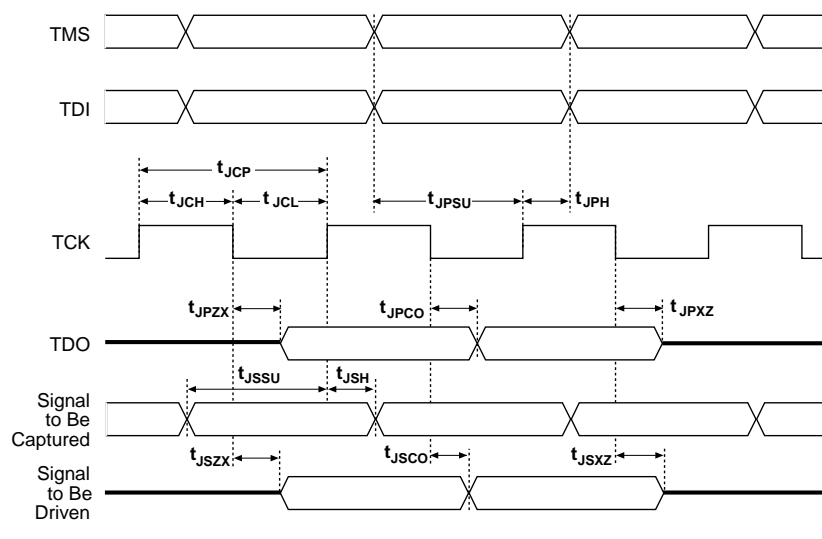 TMS
TDI
tJCP
tJCH
tJCL
tJPSU
tJPH
TCK
tJPZX
tJPCO
tJPXZ
TDO
tJSSU
tJSH
Signal
to Be
Captured
tJSZX
tJSCO
tJSXZ
Signal
to Be
Driven